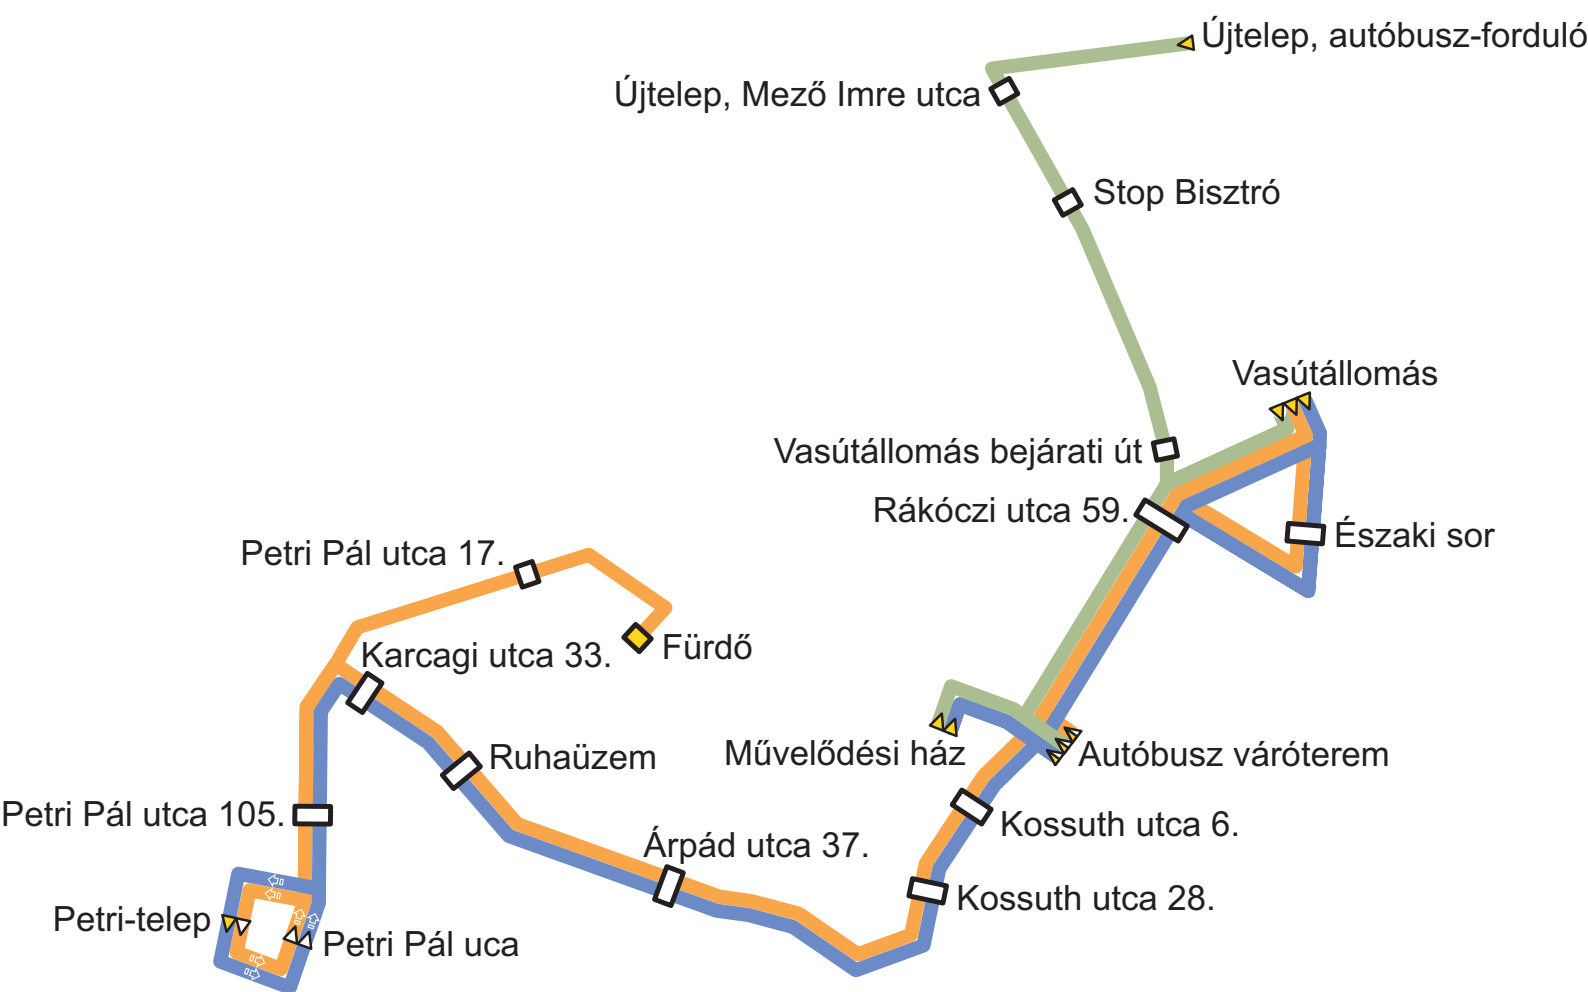 Újtelep, autóbusz-forduló
Újtelep, Mező Imre utca
Stop Bisztró
Vasútállomás
Vasútállomás bejárati út
Rákóczi utca 59.
Északi sor
Petri Pál utca 17.
Karcagi utca 33.
Fürdő
Művelődési ház
Autóbusz váróterem
Ruhaüzem
Petri Pál utca 105.
Kossuth utca 6.
Árpád utca 37.
Kossuth utca 28.
Petri-telep
Petri Pál uca